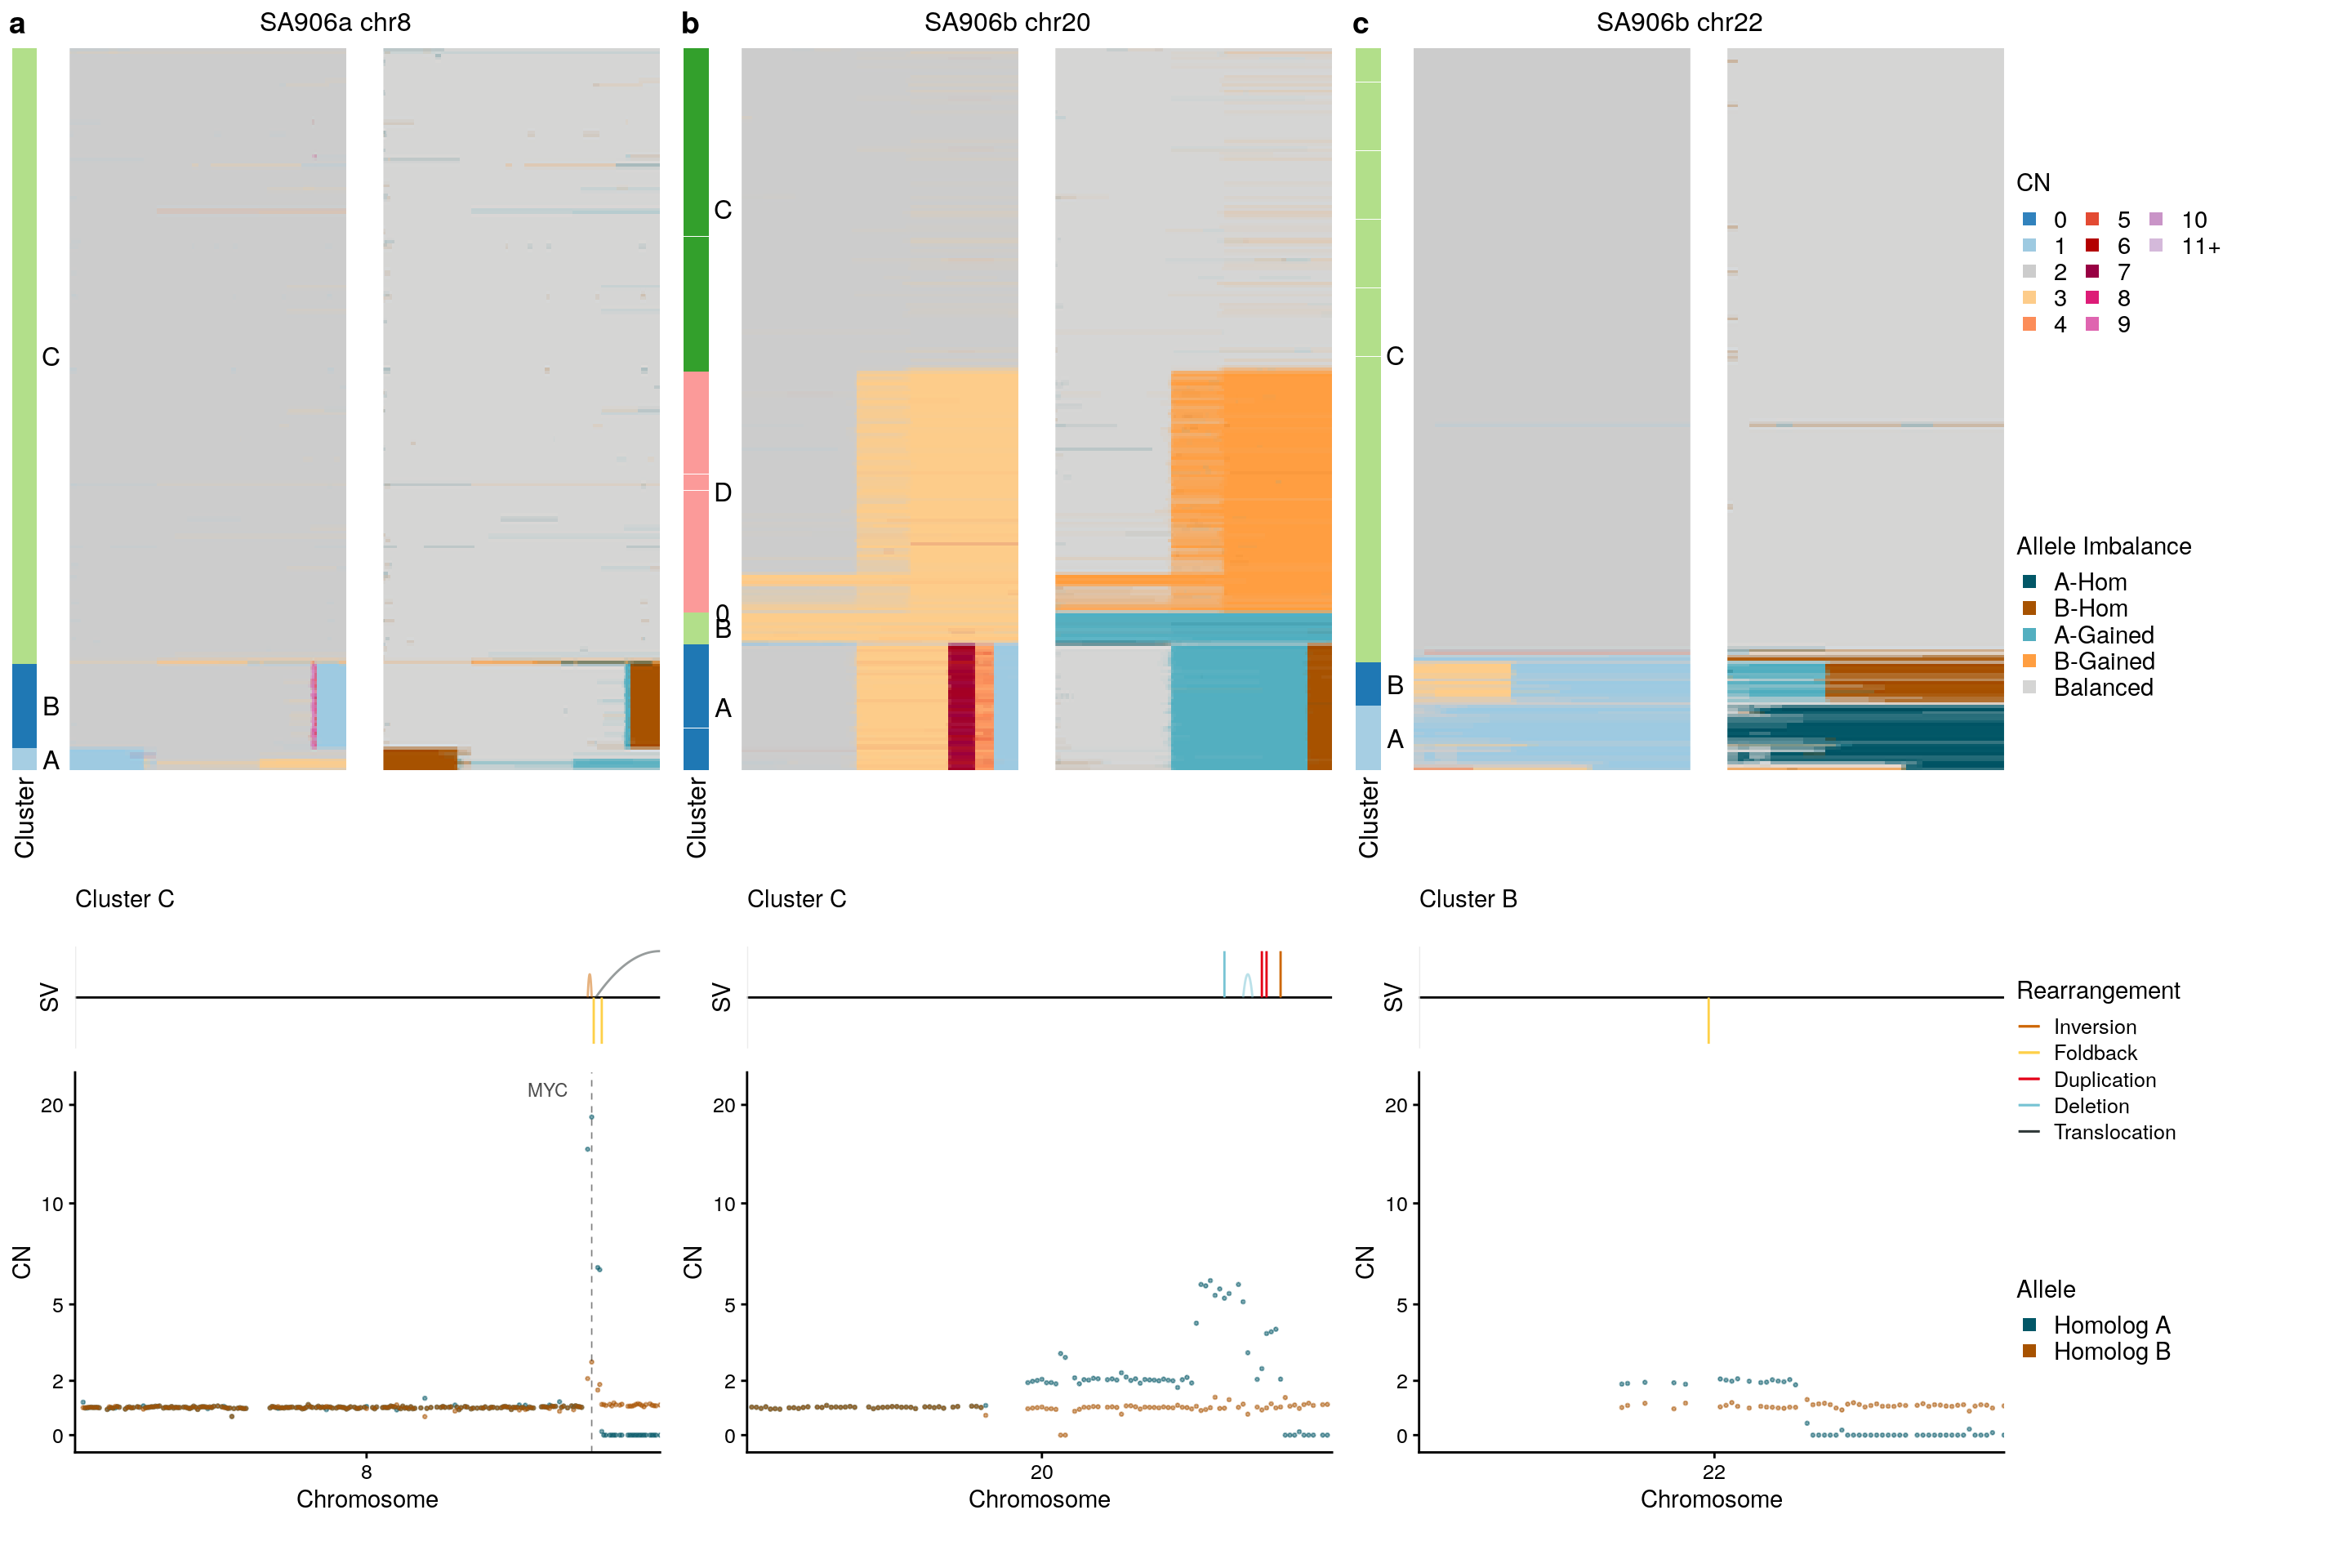 a
SA906a chr8
b
SA906b chr20
c
SA906b chr22
C
B
A
Cluster
C
D
0
B
A
Cluster
C
B
A
Cluster
CN
0 5 10
1 6 11+
2 7
3 8
4 9
Allele Imbalance
A-Hom
B-Hom
A-Gained
B-Gained
Balanced
Cluster C
SV
MYC
20
10
5
2
0
CN
8
Chromosome
Cluster C
SV
20
10
5
2
0
CN
20
Chromosome
Cluster B
SV
20
10
5
2
0
CN
22
Chromosome
Rearrangement
Inversion
Foldback
Duplication
Deletion
Translocation
Allele
Homolog A
Homolog B